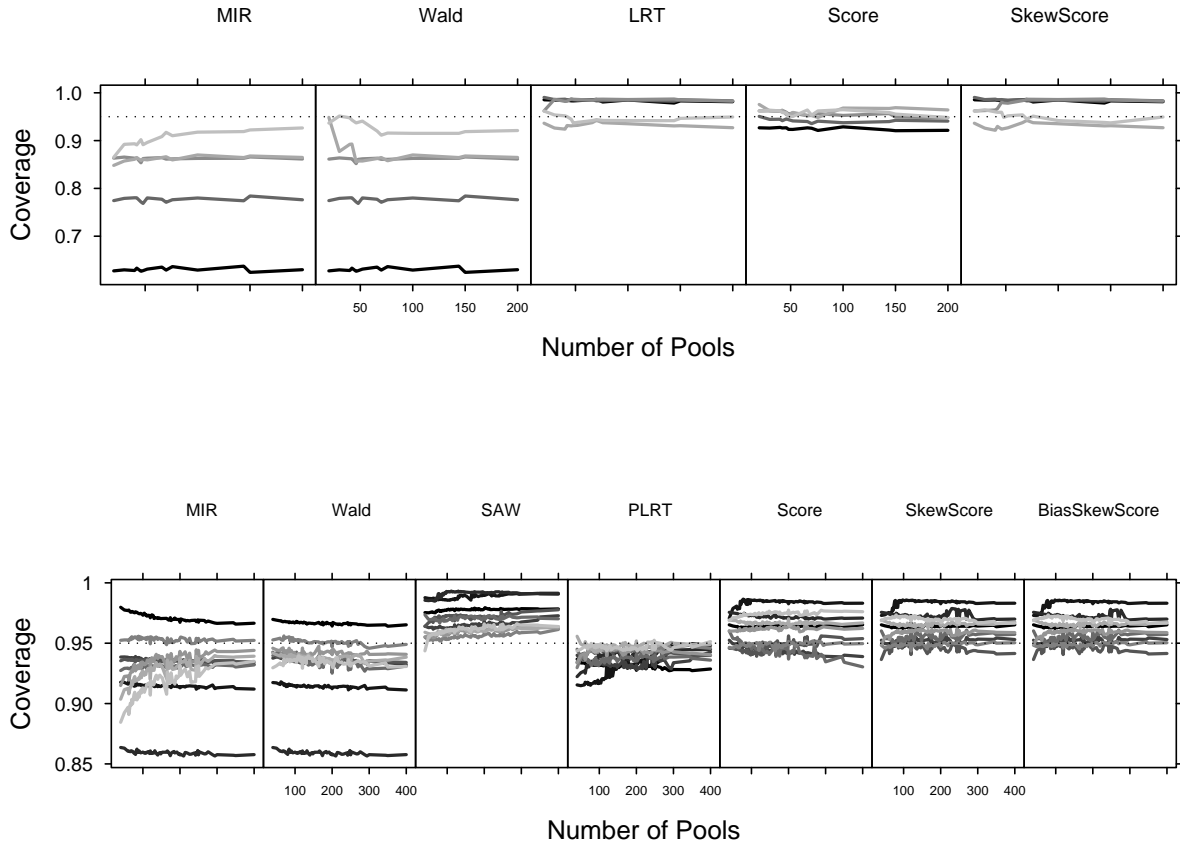 MIR Wald LRT Score SkewScore
1.0
0.9
0.8
0.7
Coverage
50 100 150 200 50 100 150 200
Number of Pools
MIR Wald SAW PLRT Score SkewScore BiasSkewScore
1
0.95
0.90
0.85
Coverage
100 200 300 400 100 200 300 400 100 200 300 400
Number of Pools